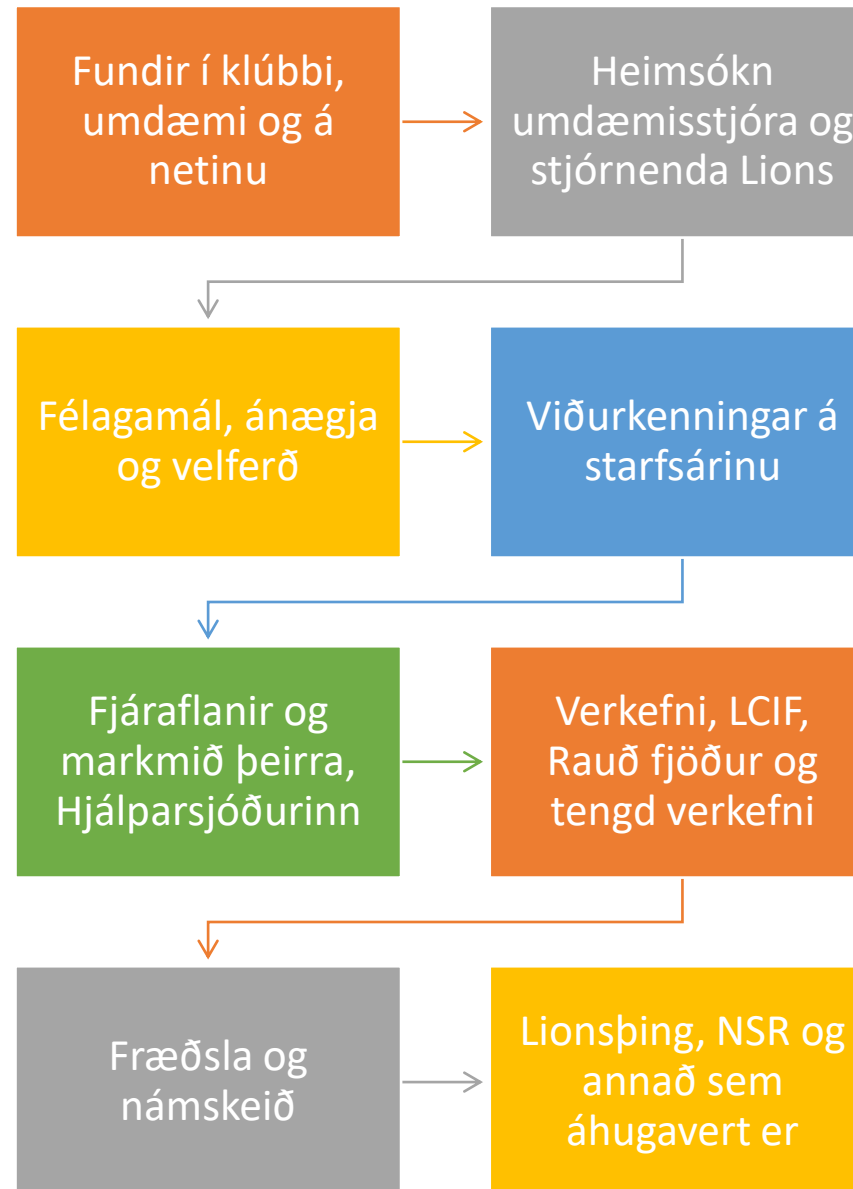 Fundir í klúbbi,
umdæmi og á
netinu
Heimsókn
umdæmisstjóra og
stjórnenda Lions
Félagamál, ánægja
og velferð
Viðurkenningar á
starfsárinu
Fjáraflanir og
markmið þeirra,
Hjálparsjóðurinn
Verkefni, LCIF,
Rauð fjöður og
tengd verkefni
Fræðsla og
námskeið
Lionsþing, NSR og
annað sem
áhugavert er